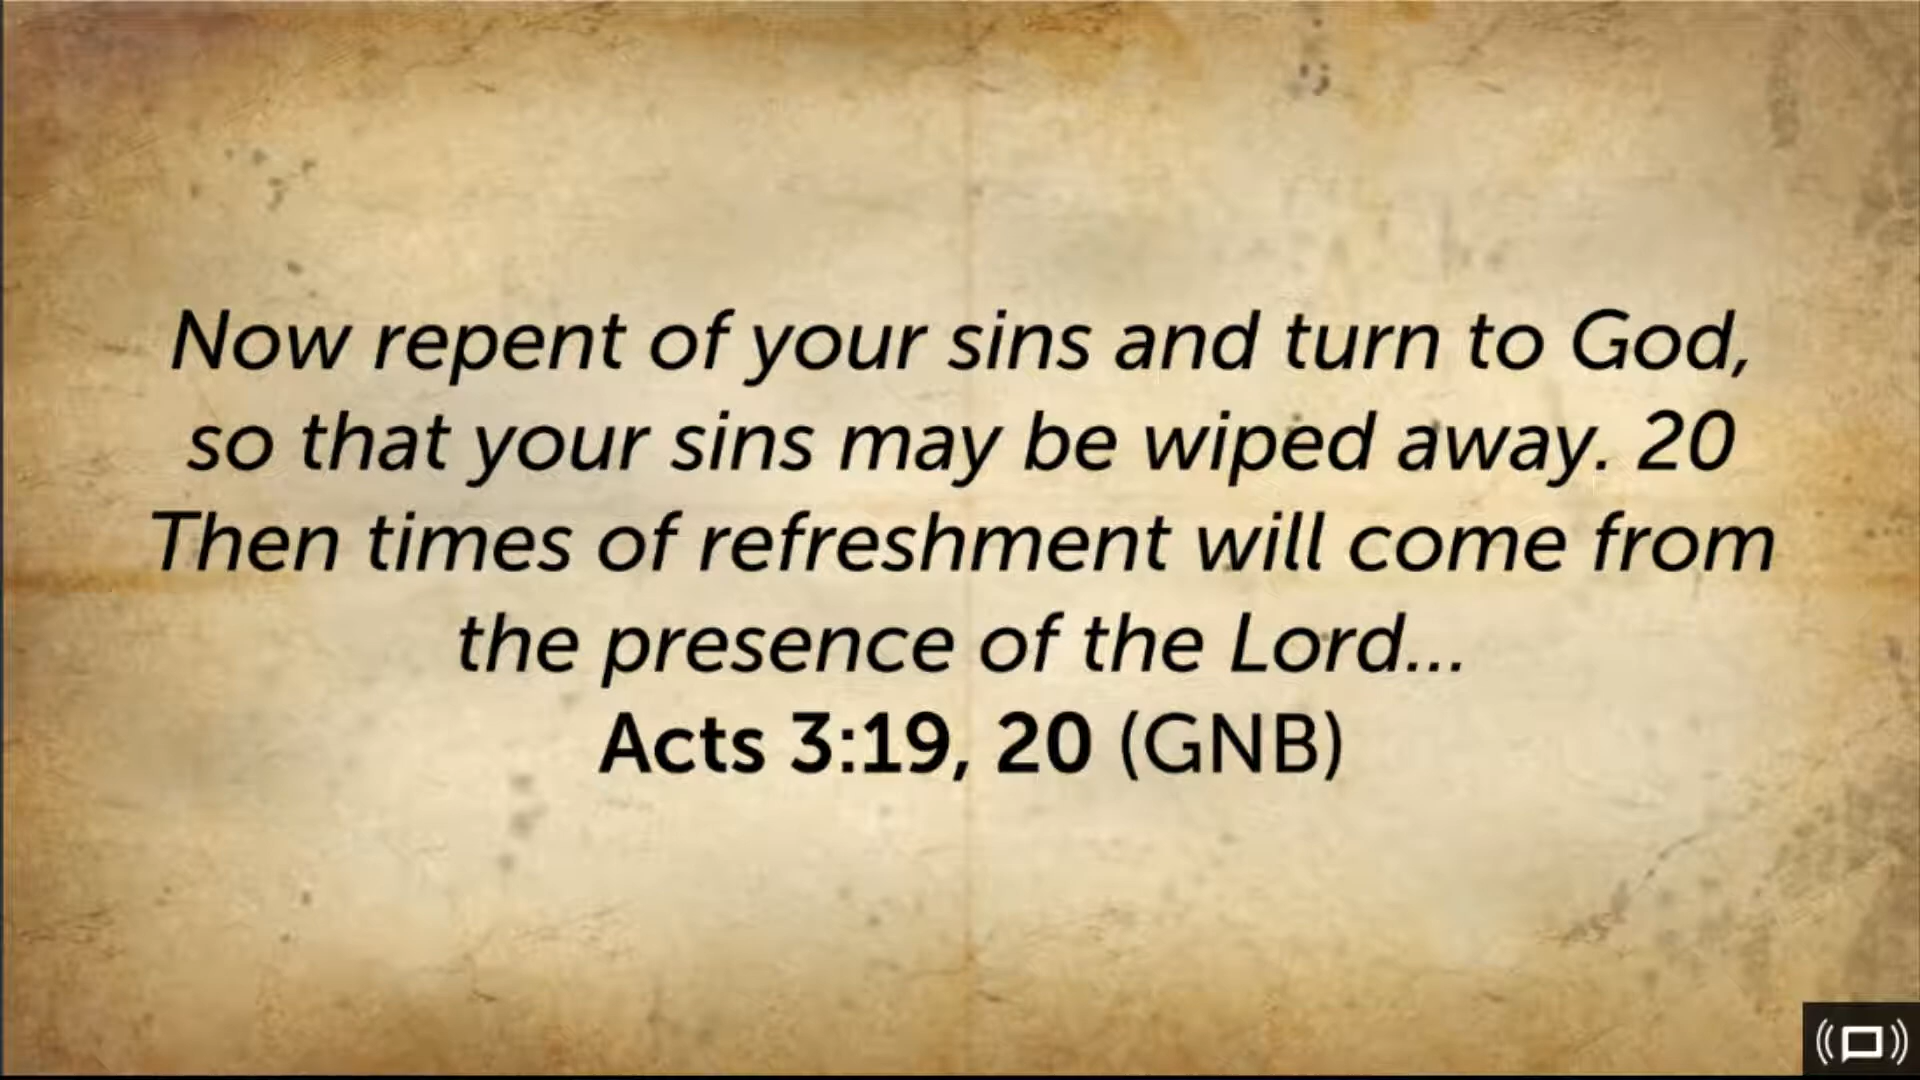 Now repent of your sins and turn to God,
so that your sins may be wiped away. 20
Then times of refreshment will come from
the presence of the Lord...
Acts 3:19, 20 (GNB)